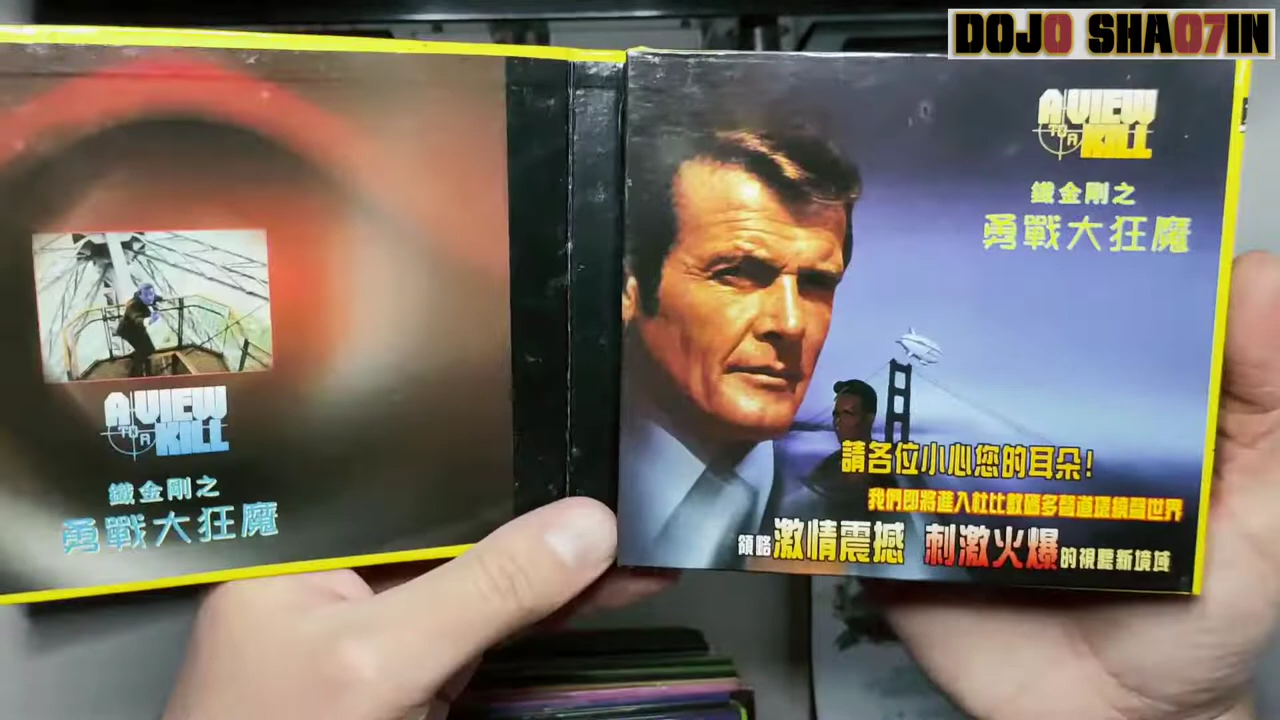 DOJO SHA07IN
A VIEW
TO A
KILL
鐵金剛之
勇戰大狂魔
A VIEW
TO A
KILL
鐵金剛之
勇戰大狂魔
請各位小心您的耳朵!
我們即將進入杜比數碼多聲道環繞聲世界
領略激情震撼 刺激火爆的視聽新境域